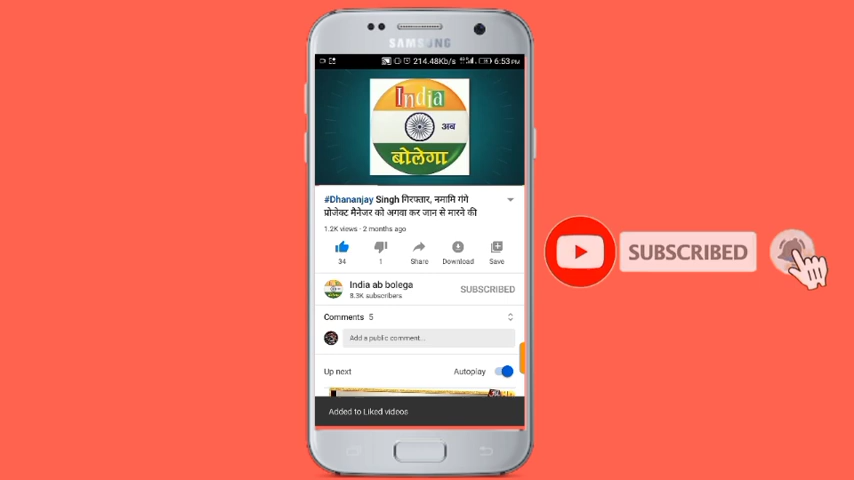 SAMSUNG
214.48Kb/s 6:53 PM
India
अब
बोलेगा
#Dhananjay Singh गिरफ्तार, नमामि गंगे
प्रोजेक्ट मैनेजर को अगवा कर जान से मारने की
1.2K views · 2 months ago
34
1
Share
Download
Save
India ab bolega
8.3K subscribers
SUBSCRIBED
Comments 5
Add a public comment...
Up next
Autoplay
Added to Liked videos
SUBSCRIBED